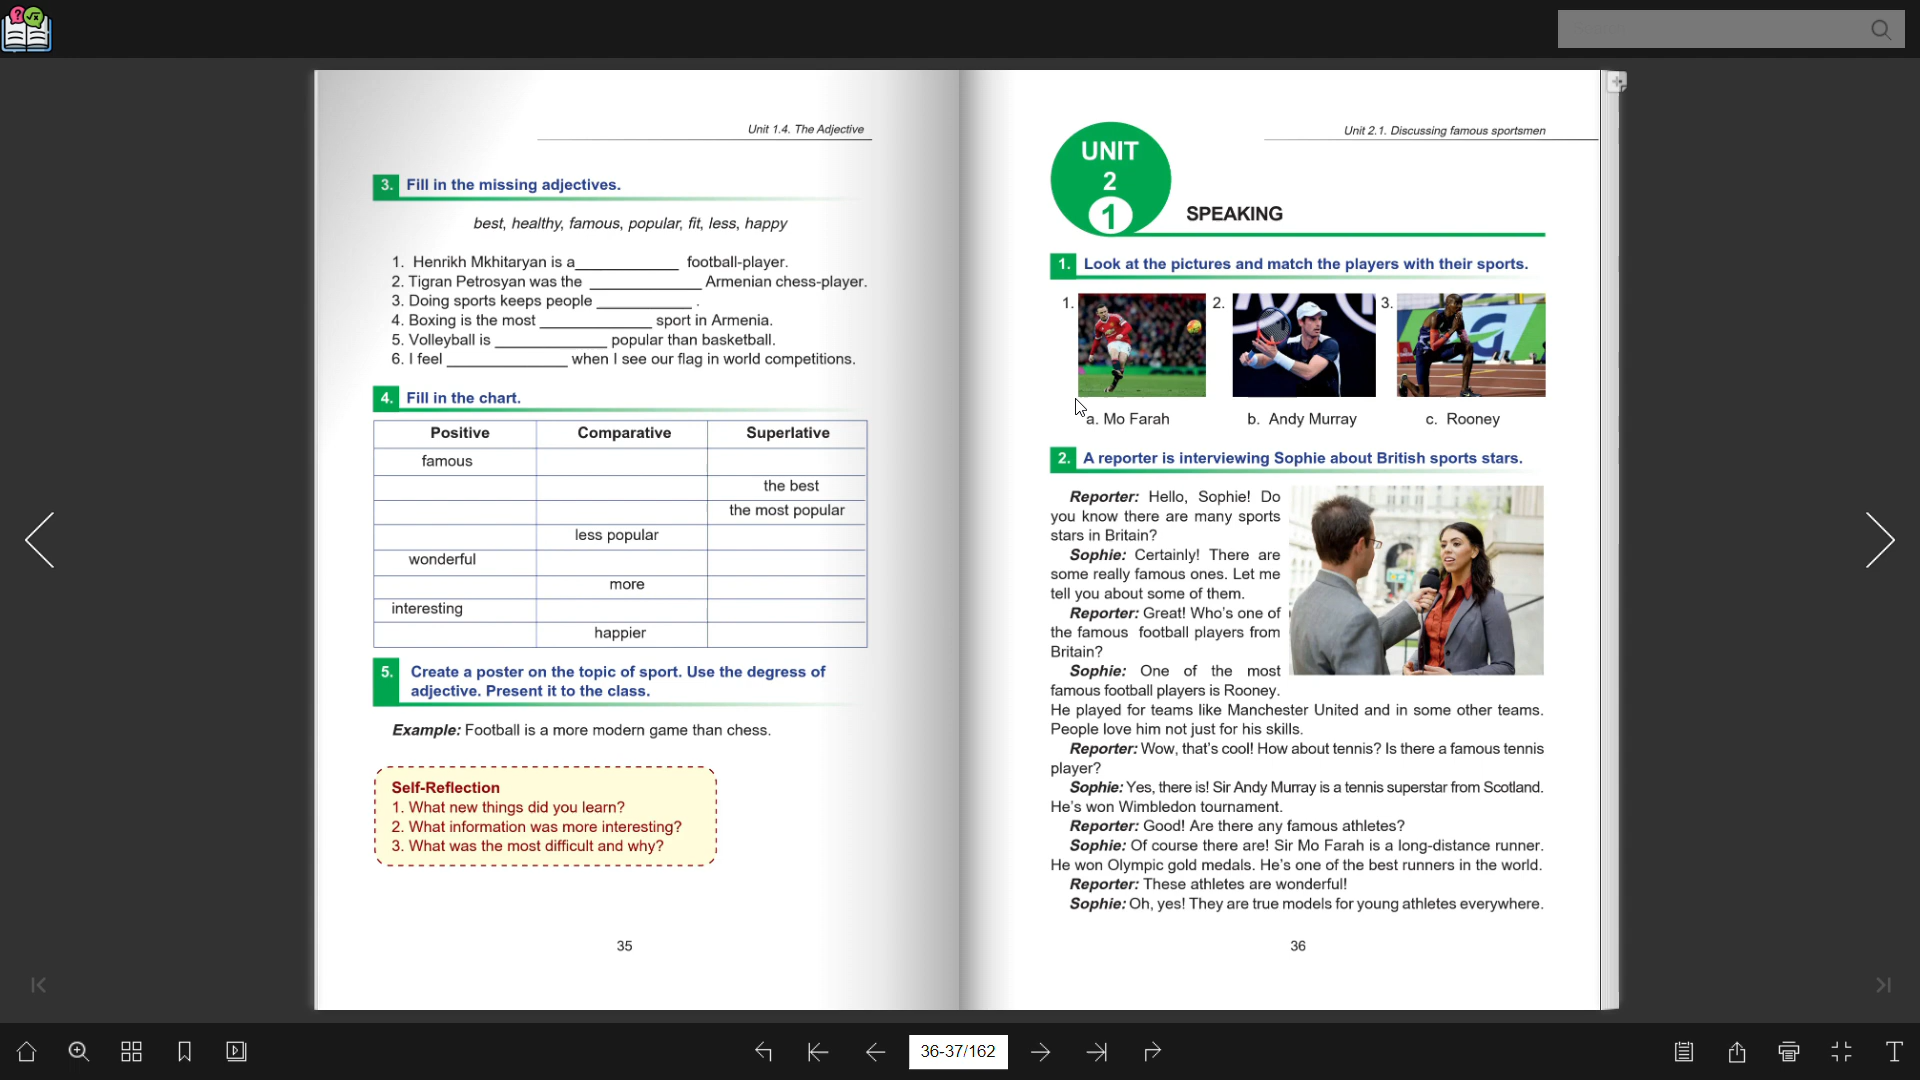 Unit 1.4. The Adjective
3. Fill in the missing adjectives.
best, healthy, famous, popular, fit, less, happy
1. Henrikh Mkhitaryan is a____________ football-player.
2. Tigran Petrosyan was the _____________ Armenian chess-player.
3. Doing sports keeps people ___________ .
4. Boxing is the most _____________ sport in Armenia.
5. Volleyball is _____________ popular than basketball.
6. I feel ______________ when I see our flag in world competitions.
4. Fill in the chart.
Positive Comparative Superlative
famous
the best
the most popular
less popular
wonderful
more
interesting
happier
5. Create a poster on the topic of sport. Use the degress of
adjective. Present it to the class.
Example: Football is a more modern game than chess.
Self-Reflection
1. What new things did you learn?
2. What information was more interesting?
3. What was the most difficult and why?
35
Unit 2.1. Discussing famous sportsmen
UNIT
2
1
SPEAKING
1. Look at the pictures and match the players with their sports.
1. 2. 3.
a. Mo Farah b. Andy Murray c. Rooney
2. A reporter is interviewing Sophie about British sports stars.
Reporter: Hello, Sophie! Do
you know there are many sports
stars in Britain?
Sophie: Certainly! There are
some really famous ones. Let me
tell you about some of them.
Reporter: Great! Who's one of
the famous football players from
Britain?
Sophie: One of the most
famous football players is Rooney.
He played for teams like Manchester United and in some other teams.
People love him not just for his skills.
Reporter: Wow, that's cool! How about tennis? Is there a famous tennis
player?
Sophie: Yes, there is! Sir Andy Murray is a tennis superstar from Scotland.
He's won Wimbledon tournament.
Reporter: Good! Are there any famous athletes?
Sophie: Of course there are! Sir Mo Farah is a long-distance runner.
He won Olympic gold medals. He's one of the best runners in the world.
Reporter: These athletes are wonderful!
Sophie: Oh, yes! They are true models for young athletes everywhere.
36
36-37/162